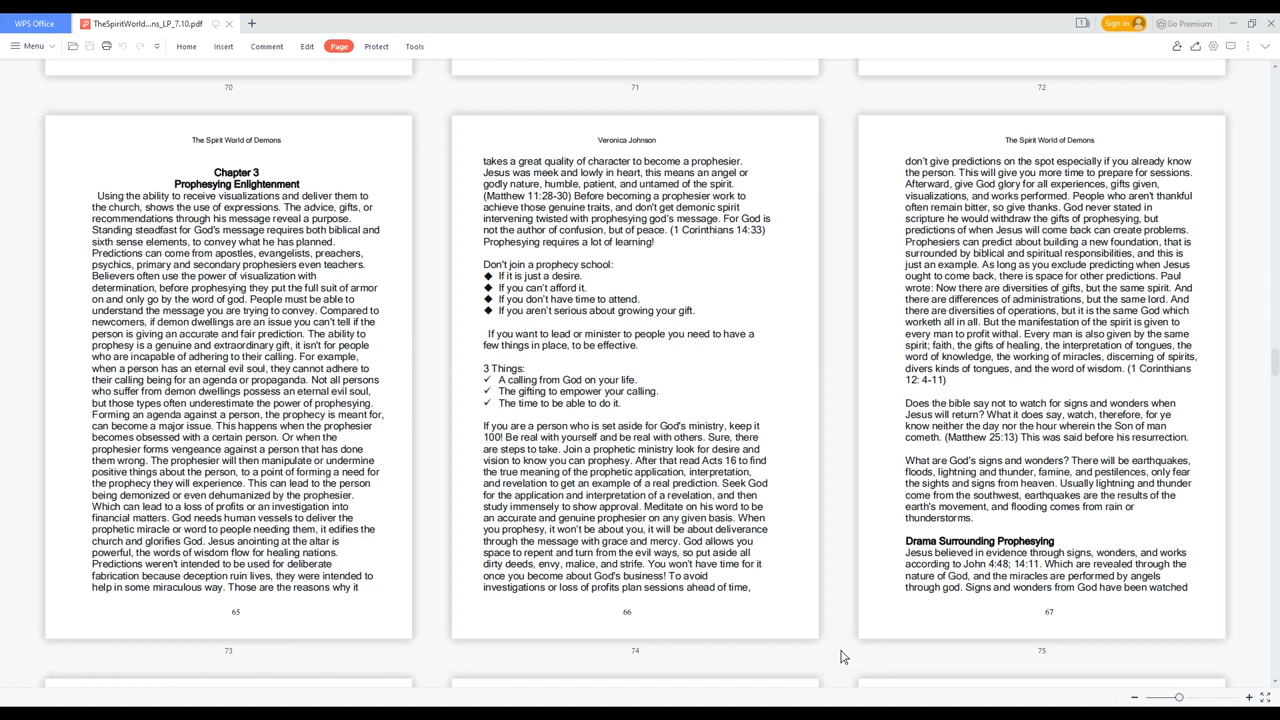 WPS Office
TheSpiritWorld...ns_LP_7.10.pdf
1
Sign in
Go Premium
Menu
Home
Insert
Comment
Edit
Page
Protect
Tools
70
71
72
The Spirit World of Demons
Chapter 3
Prophesying Enlightenment
Using the ability to receive visualizations and deliver them to
the church, shows the use of expressions. The advice, gifts, or
recommendations through his message reveal a purpose.
Standing steadfast for God's message requires both biblical and
sixth sense elements, to convey what he has planned.
Predictions can come from apostles, evangelists, preachers,
psychics, primary and secondary prophesiers even teachers.
Believers often use the power of visualization with
determination, before prophesying they put the full suit of armor
on and only go by the word of god. People must be able to
understand the message you are trying to convey. Compared to
newcomers, if demon dwellings are an issue you can't tell if the
person is giving an accurate and fair prediction. The ability to
prophesy is a genuine and extraordinary gift, it isn't for people
who are incapable of adhering to their calling. For example,
when a person has an eternal evil soul, they cannot adhere to
their calling being for an agenda or propaganda. Not all persons
who suffer from demon dwellings possess an eternal evil soul,
but those types often underestimate the power of prophesying.
Forming an agenda against a person, the prophecy is meant for,
can become a major issue. This happens when the prophesier
becomes obsessed with a certain person. Or when the
prophesier forms vengeance against a person that has done
them wrong. The prophesier will then manipulate or undermine
positive things about the person, to a point of forming a need for
the prophecy they will experience. This can lead to the person
being demonized or even dehumanized by the prophesier.
Which can lead to a loss of profits or an investigation into
financial matters. God needs human vessels to deliver the
prophetic miracle or word to people needing them, it edifies the
church and glorifies God. Jesus anointing at the altar is
powerful, the words of wisdom flow for healing nations.
Predictions weren't intended to be used for deliberate
fabrication because deception ruin lives, they were intended to
help in some miraculous way. Those are the reasons why it
65
73
Veronica Johnson
takes a great quality of character to become a prophesier.
Jesus was meek and lowly in heart, this means an angel or
godly nature, humble, patient, and untamed of the spirit.
(Matthew 11:28-30) Before becoming a prophesier work to
achieve those genuine traits, and don't get demonic spirit
intervening twisted with prophesying god's message. For God is
not the author of confusion, but of peace. (1 Corinthians 14:33)
Prophesying requires a lot of learning!
Don't join a prophecy school:
◆ If it is just a desire.
◆ If you can't afford it.
◆ If you don't have time to attend.
◆ If you aren't serious about growing your gift.
If you want to lead or minister to people you need to have a
few things in place, to be effective.
3 Things:
✓ A calling from God on your life.
✓ The gifting to empower your calling.
✓ The time to be able to do it.
If you are a person who is set aside for God's ministry, keep it
100! Be real with yourself and be real with others. Sure, there
are steps to take. Join a prophetic ministry look for desire and
vision to know you can prophesy. After that read Acts 16 to find
the true meaning of the prophetic application, interpretation,
and revelation to get an example of a real prediction. Seek God
for the application and interpretation of a revelation, and then
study immensely to show approval. Meditate on his word to be
an accurate and genuine prophesier on any given basis. When
you prophesy, it won't be about you, it will be about deliverance
through the message with grace and mercy. God allows you
space to repent and turn from the evil ways, so put aside all
dirty deeds, envy, malice, and strife. You won't have time for it
once you become about God's business! To avoid
investigations or loss of profits plan sessions ahead of time,
66
74
The Spirit World of Demons
don't give predictions on the spot especially if you already know
the person. This will give you more time to prepare for sessions.
Afterward, give God glory for all experiences, gifts given,
visualizations, and works performed. People who aren't thankful
often remain bitter, so give thanks. God never stated in
scripture he would withdraw the gifts of prophesying, but
predictions of when Jesus will come back can create problems.
Prophesiers can predict about building a new foundation, that is
surrounded by biblical and spiritual responsibilities, and this is
just an example. As long as you exclude predicting when Jesus
ought to come back, there is space for other predictions. Paul
wrote: Now there are diversities of gifts, but the same spirit. And
there are differences of administrations, but the same lord. And
there are diversities of operations, but it is the same God which
worketh all in all. But the manifestation of the spirit is given to
every man to profit withal. Every man is also given by the same
spirit; faith, the gifts of healing, the interpretation of tongues, the
word of knowledge, the working of miracles, discerning of spirits,
divers kinds of tongues, and the word of wisdom. (1 Corinthians
12: 4-11)
Does the bible say not to watch for signs and wonders when
Jesus will return? What it does say, watch, therefore, for ye
know neither the day nor the hour wherein the Son of man
cometh. (Matthew 25:13) This was said before his resurrection.
What are God's signs and wonders? There will be earthquakes,
floods, lightning and thunder, famine, and pestilences, only fear
the sights and signs from heaven. Usually lightning and thunder
come from the southwest, earthquakes are the results of the
earth's movement, and flooding comes from rain or
thunderstorms.
Drama Surrounding Prophesying
Jesus believed in evidence through signs, wonders, and works
according to John 4:48; 14:11. Which are revealed through the
nature of God, and the miracles are performed by angels
through god. Signs and wonders from God have been watched
67
75